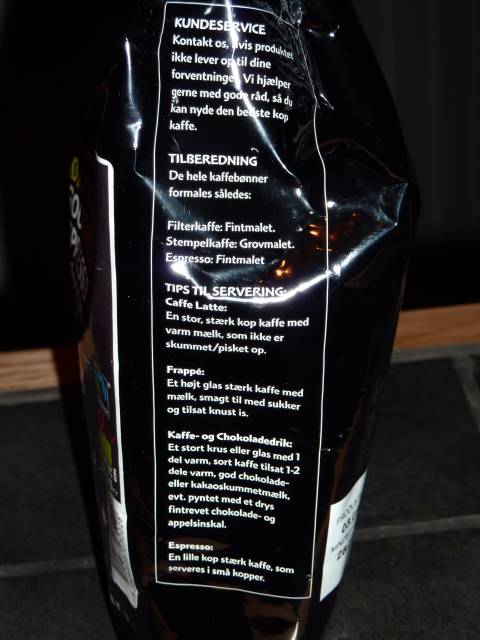 KUNDESERVICE
Kontakt os, hvis produktet
ikke lever op til dine
forventninger. Vi hjælper
gerne med gode råd, så du
kan nyde den bedste kop
kaffe.
TILBEREDNING
De hele kaffebønner
formales således:
Filterkaffe: Fintmalet.
Stempelkaffe: Grovmalet.
Espresso: Fintmalet
TIPS TIL SERVERING:
Caffe Latte:
En stor, stærk kop kaffe med
varm mælk, som ikke er
skummet/pisket op.
Frappé:
Et højt glas stærk kaffe med
mælk, smagt til med sukker
og tilsat knust is.
Kaffe- og Chokoladedrik:
Et stort krus eller glas med 1
del varm, sort kaffe tilsat 1-2
dele varm, god chokolade-
eller kakaoskummetmælk,
evt. pyntet med et drys
fintrevet chokolade- og
appelsinskal.
Espresso:
En lille kop stærk kaffe, som
serveres i små kopper.